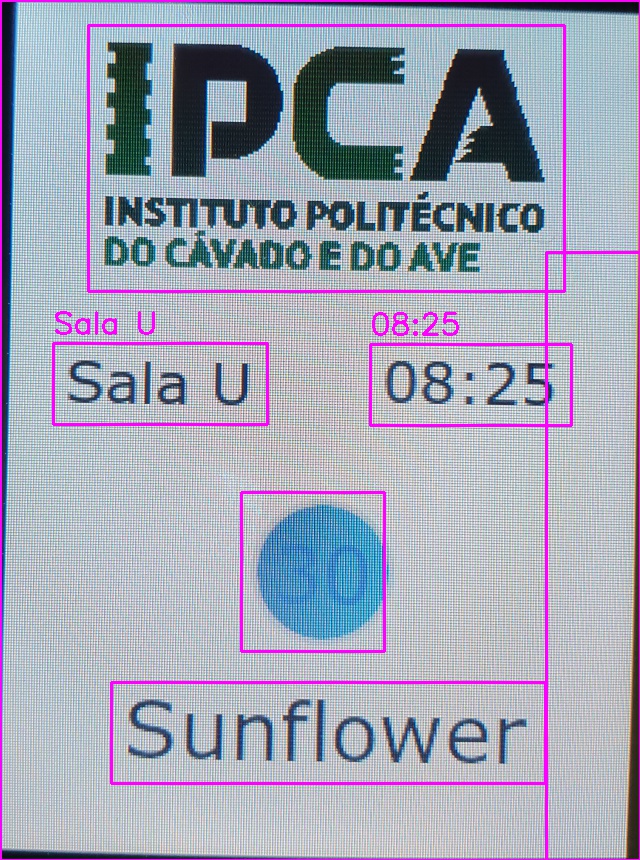 IPCA
INSTITUTO POLITÉCNICO
DO CÁVADO E DO AVE
Sala U 08:25
Sala U 08:25
30
Sunflower